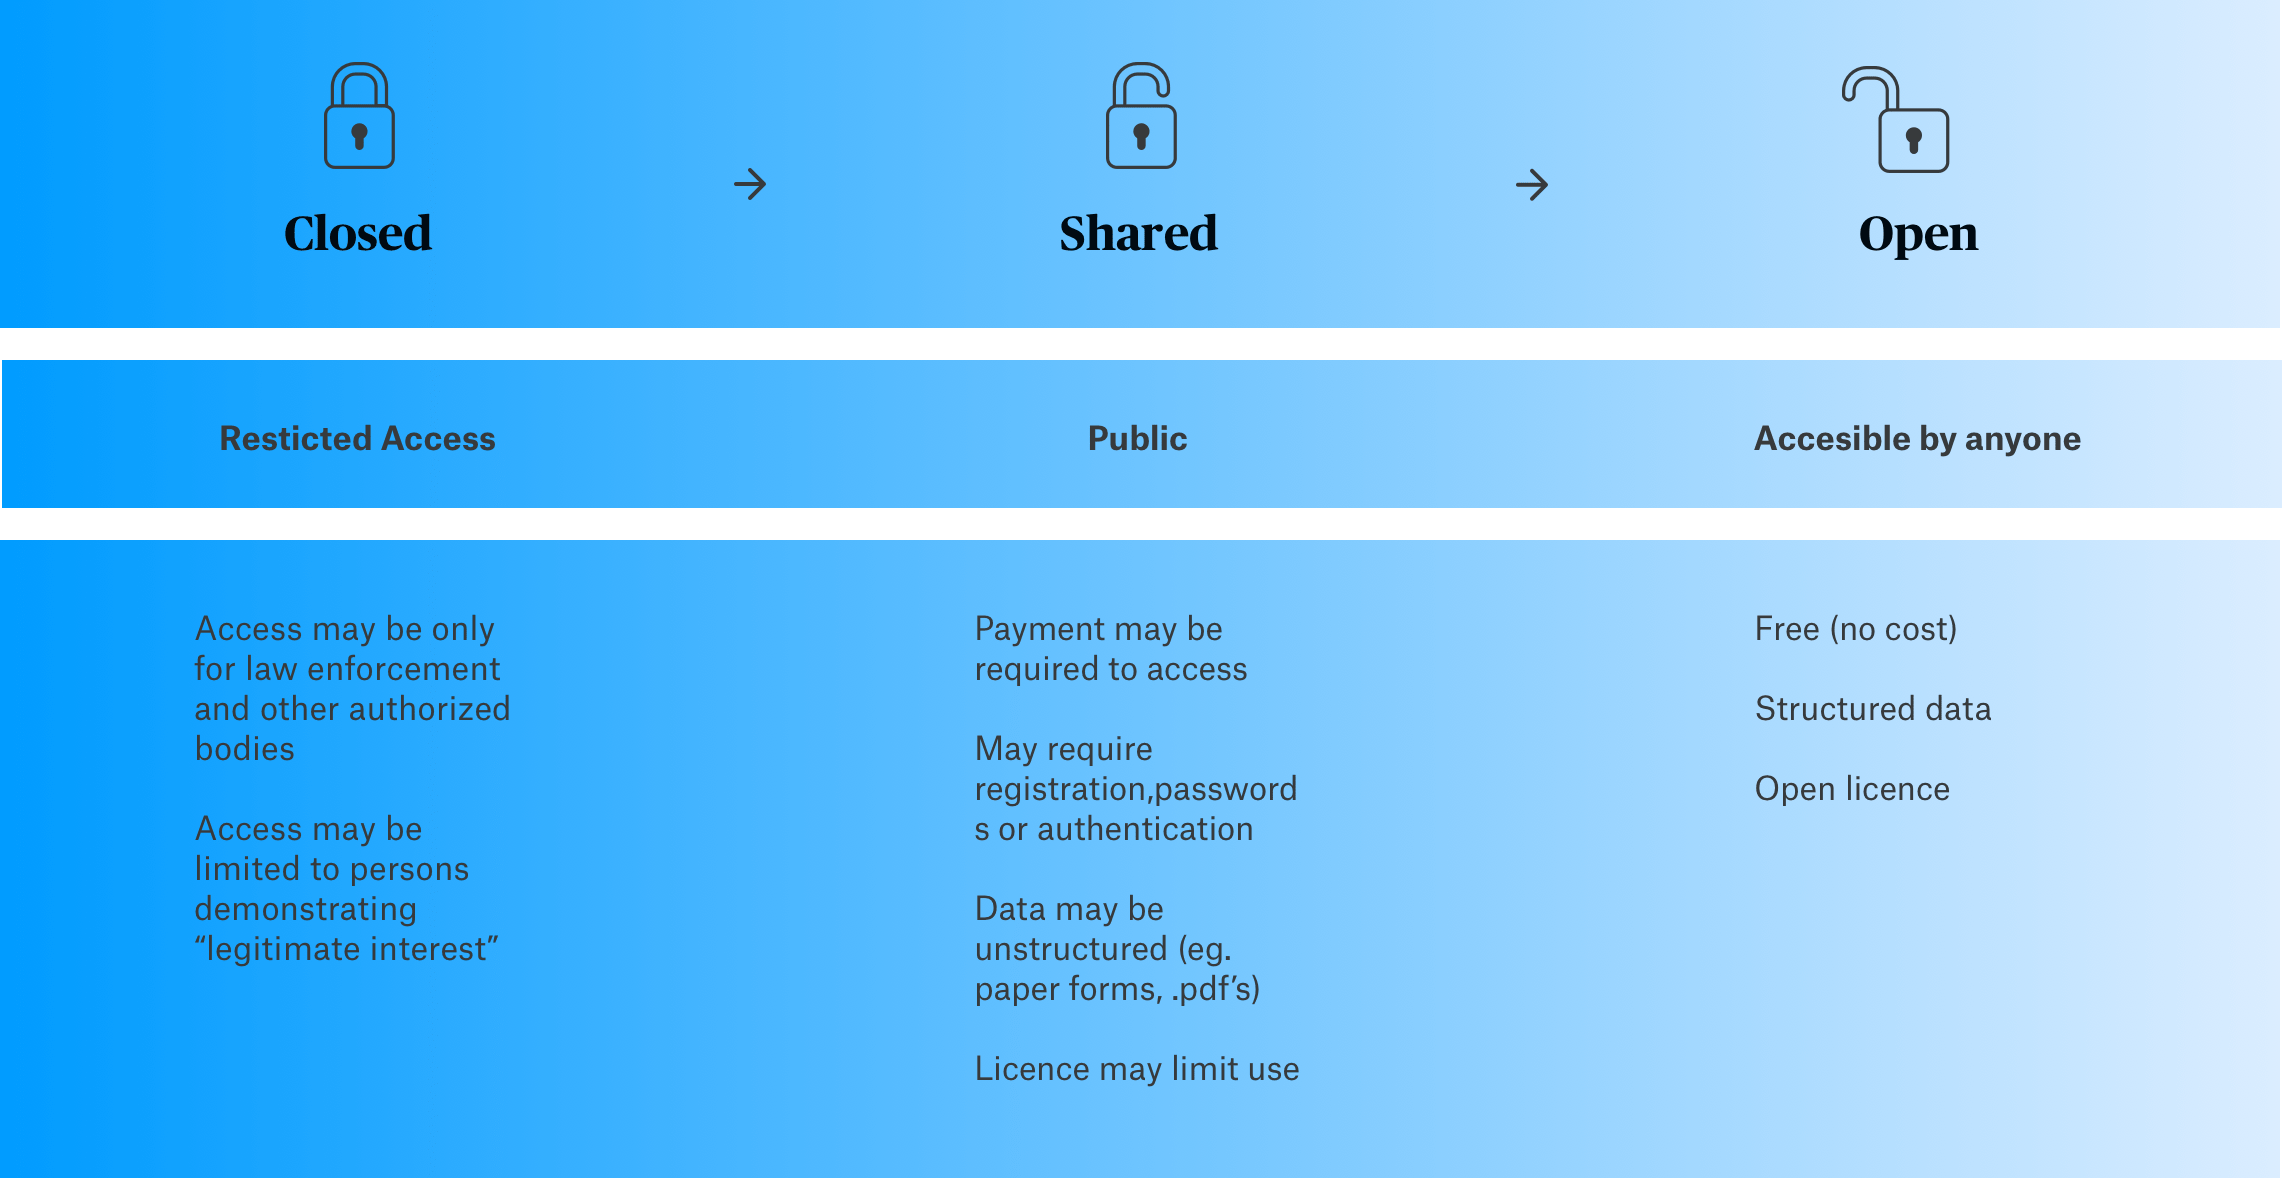 Closed
Shared
Open
Resticted Access
Public
Accesible by anyone
Access may be only
for law enforcement
and other authorized
bodies
Access may be
limited to persons
demonstrating
“legitimate interest”
Payment may be
required to access
May require
registration,password
s or authentication
Data may be
unstructured (eg.
paper forms, .pdf’s)
Licence may limit use
Free (no cost)
Structured data
Open licence